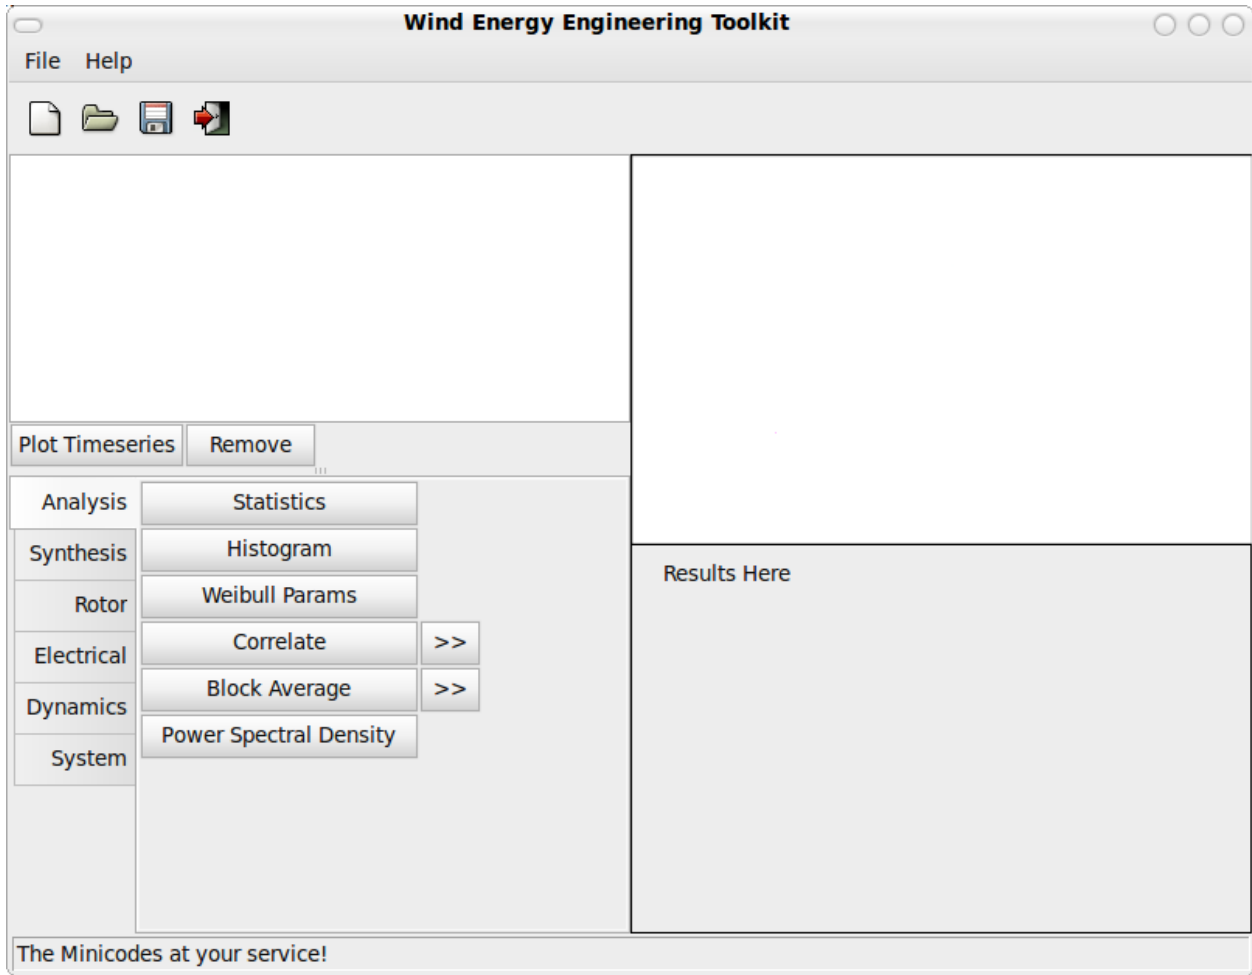 Wind Energy Engineering Toolkit
File Help
Plot Timeseries Remove
Analysis
Synthesis
Rotor
Electrical
Dynamics
System
Statistics
Histogram
Weibull Params
Correlate >>
Block Average >>
Power Spectral Density
Results Here
The Minicodes at your service!